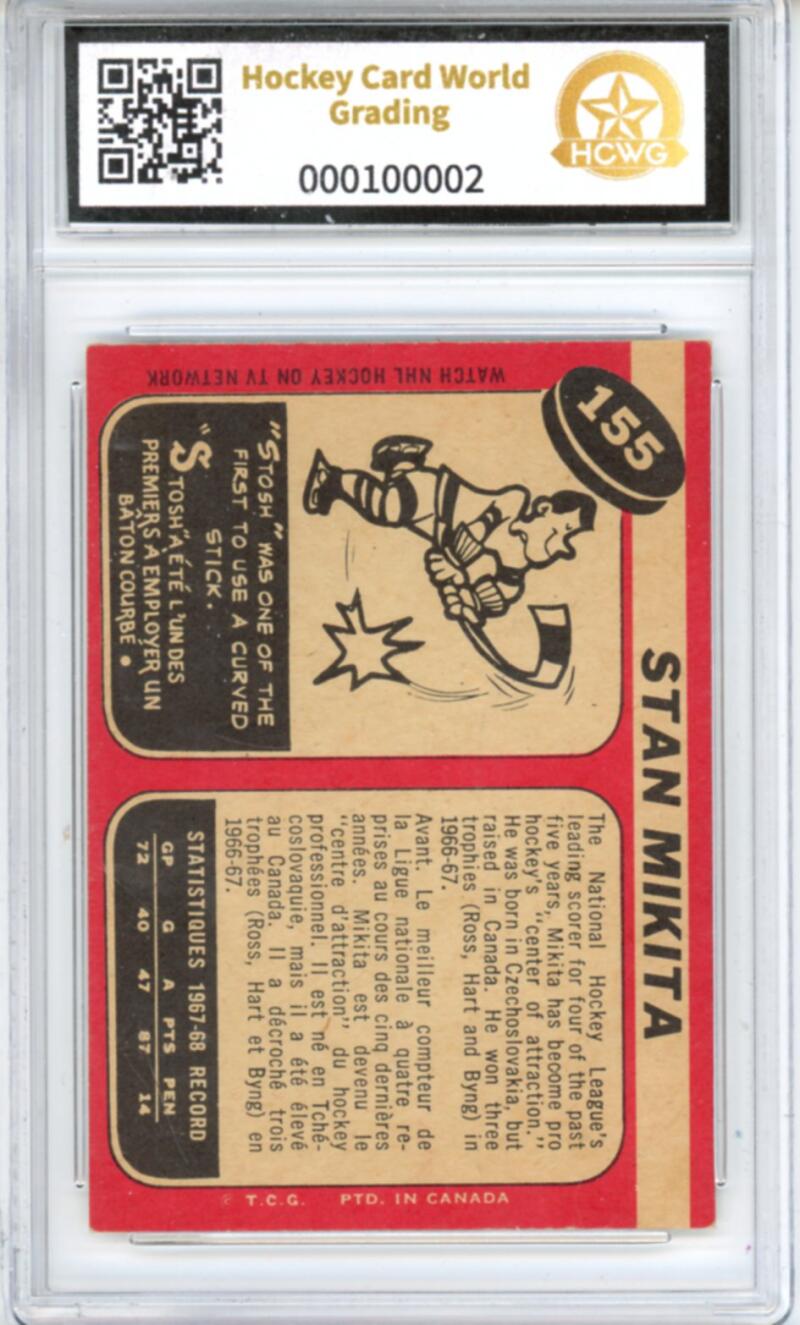 Hockey Card World
Grading
000100002
HCWG
WATCH NHL HOCKEY ON TV NETWORK
155
STAN MIKITA
"STOSH" WAS ONE OF THE
FIRST TO USE A CURVED
STICK.
"STOSH" A ÉTÉ L'UN DES
PREMIERS À EMPLOYER UN
BÂTON COURBÉ •
The National Hockey League's
leading scorer for four of the past
five years, Mikita has become pro
hockey's "center of attraction."
He was born in Czechoslovakia, but
raised in Canada. He won three
trophies (Ross, Hart and Byng) in
1966-67.
Avant. Le meilleur compteur de
la Ligue nationale à quatre re-
prises au cours des cinq dernières
années. Mikita est devenu le
"centre d'attraction" du hockey
professionnel. Il est né en Tché-
coslovaquie, mais il a été élevé
au Canada. Il a décroché trois
trophées (Ross, Hart et Byng) en
1966-67.
STATISTIQUES 1967-68 RECORD
GP G A PTS PEN
72 40 47 87 14
© T.C.G. PTD. IN CANADA